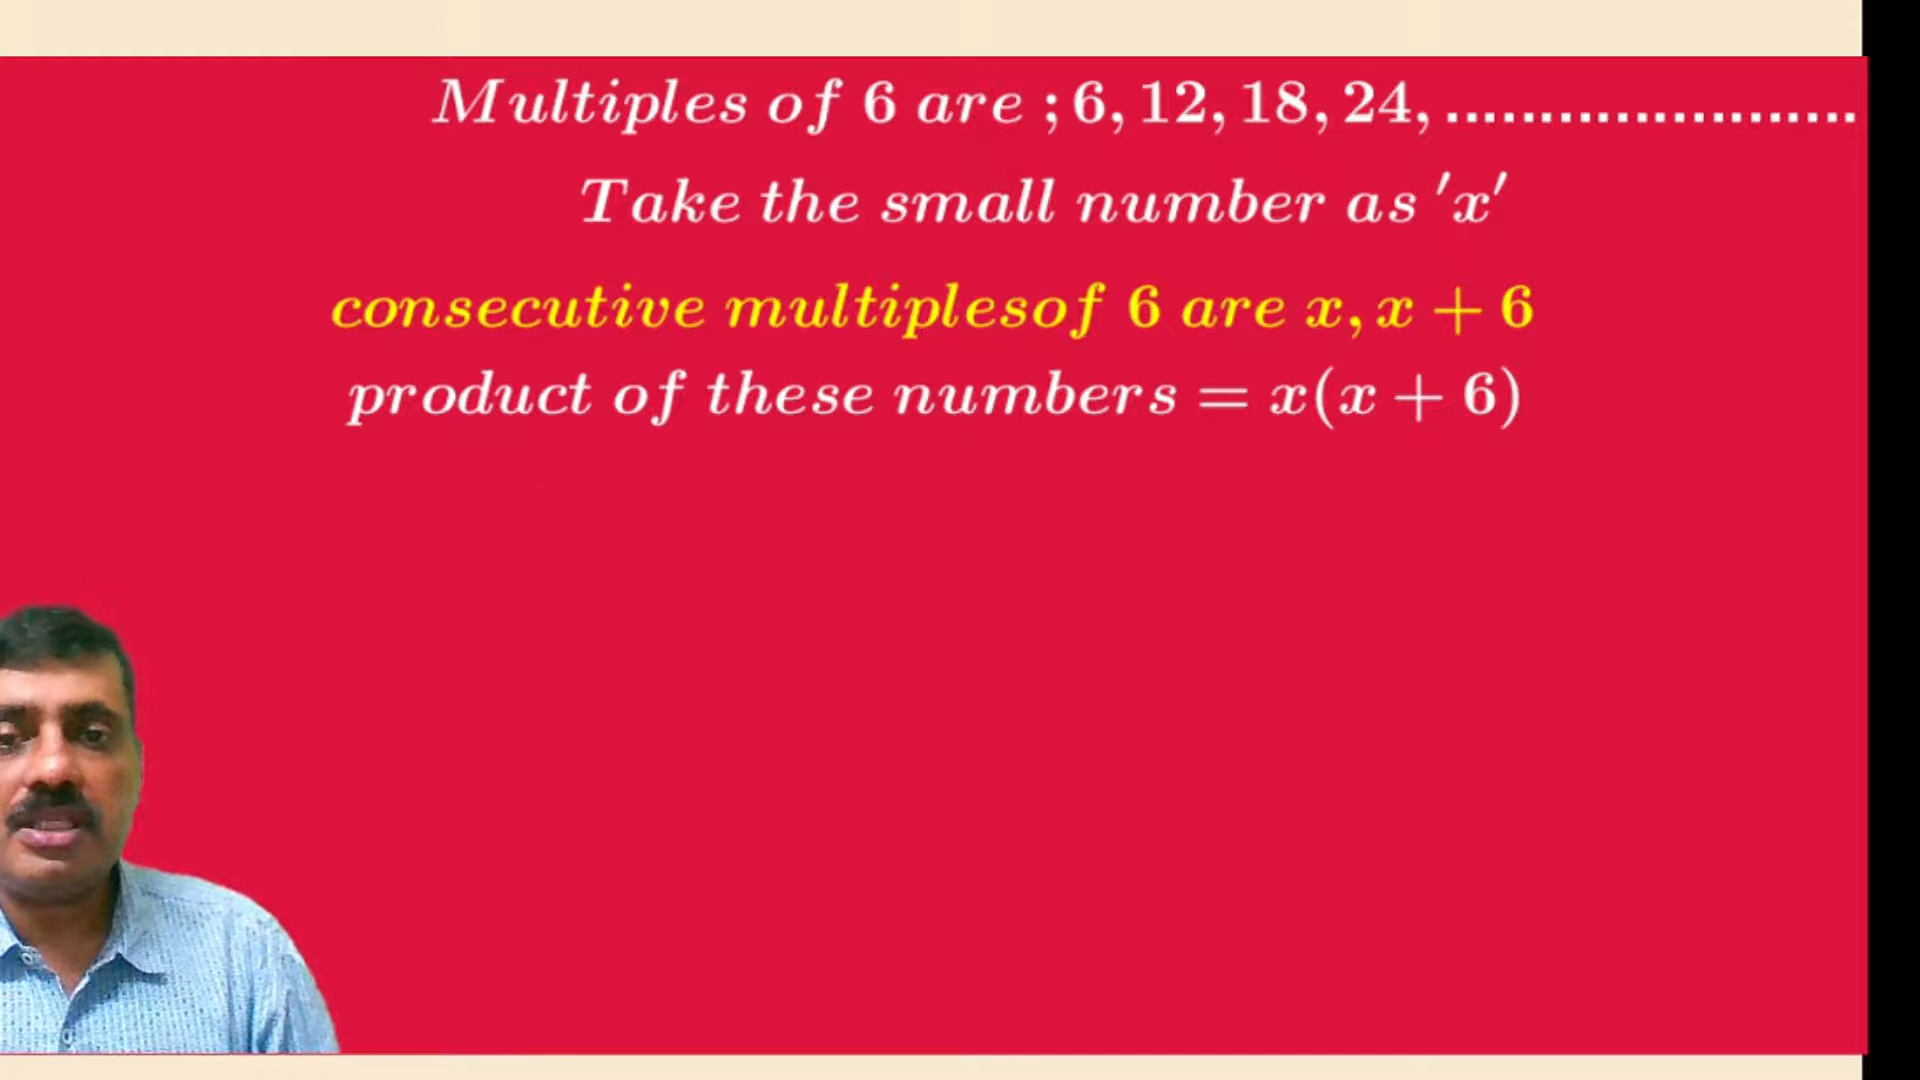 Multiples of 6 are ; 6, 12, 18, 24, ......................
Take the small number as 'x'
consecutive multiplesof 6 are x, x + 6
product of these numbers = x(x + 6)